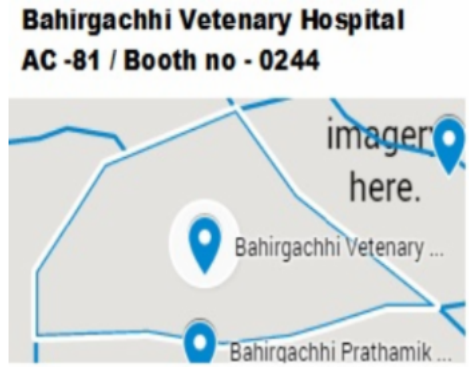 Bahirgachhi Vetenary Hospital
AC -81 / Booth no - 0244
imagery
here.
Bahirgachhi Vetenary ...
Bahirgachhi Prathamik ...